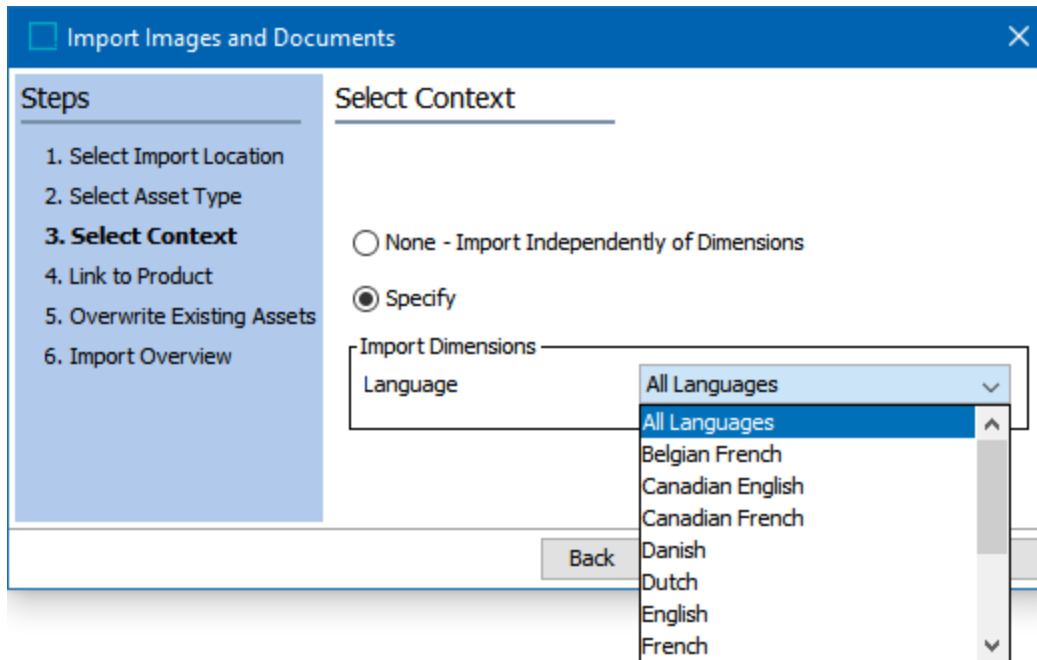 Import Images and Documents
Steps
1. Select Import Location
2. Select Asset Type
3. Select Context
4. Link to Product
5. Overwrite Existing Assets
6. Import Overview
Select Context
None - Import Independently of Dimensions
Specify
Import Dimensions
Language
All Languages
All Languages
Belgian French
Canadian English
Canadian French
Danish
Dutch
English
French
Back